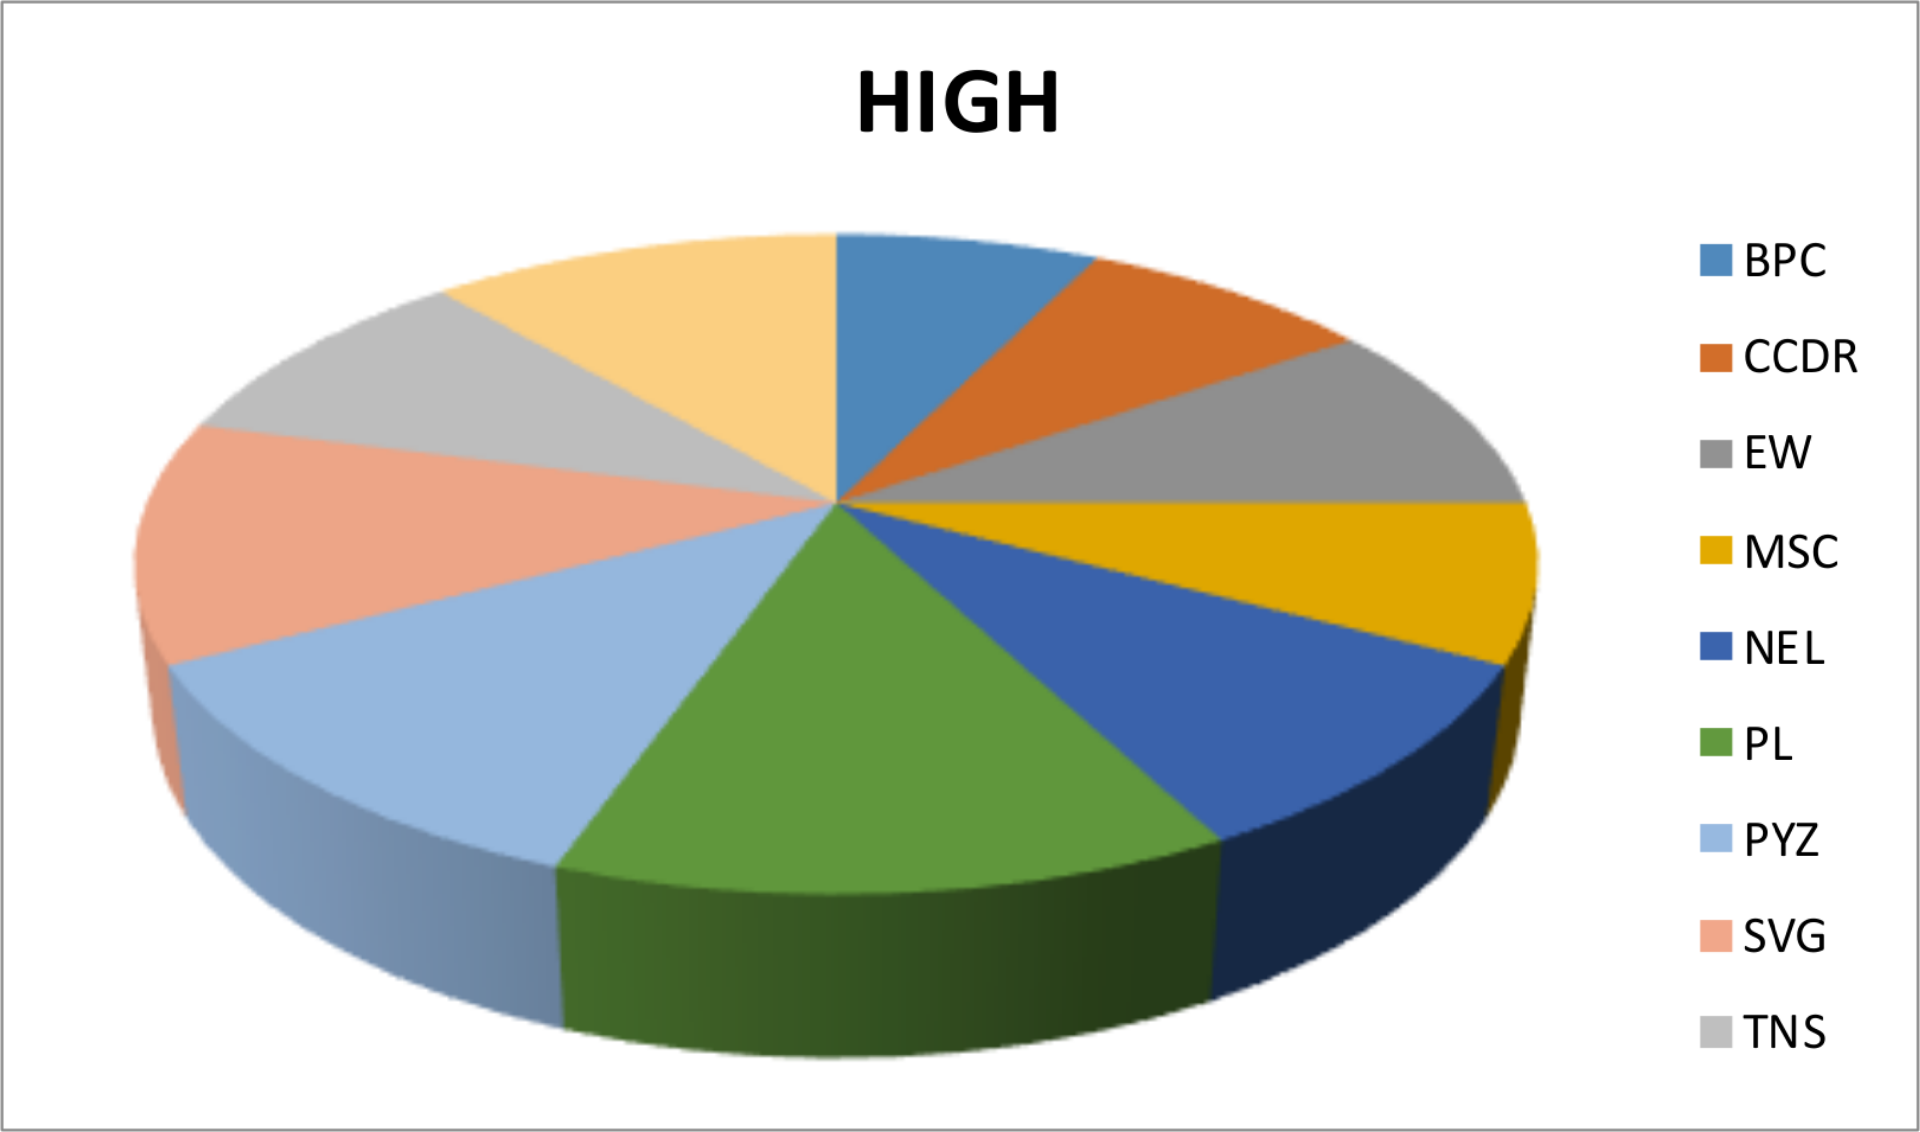 HIGH
BPC
CCDR
EW
MSC
NEL
PL
PYZ
SVG
TNS